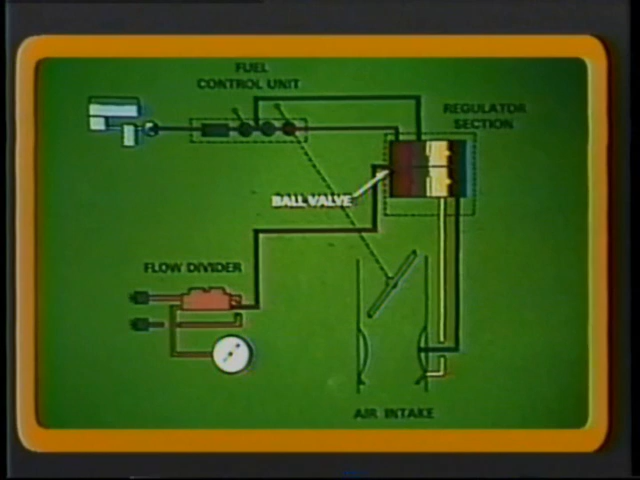 FUEL
CONTROL UNIT
REGULATOR
SECTION
BALL VALVE
FLOW DIVIDER
AIR INTAKE